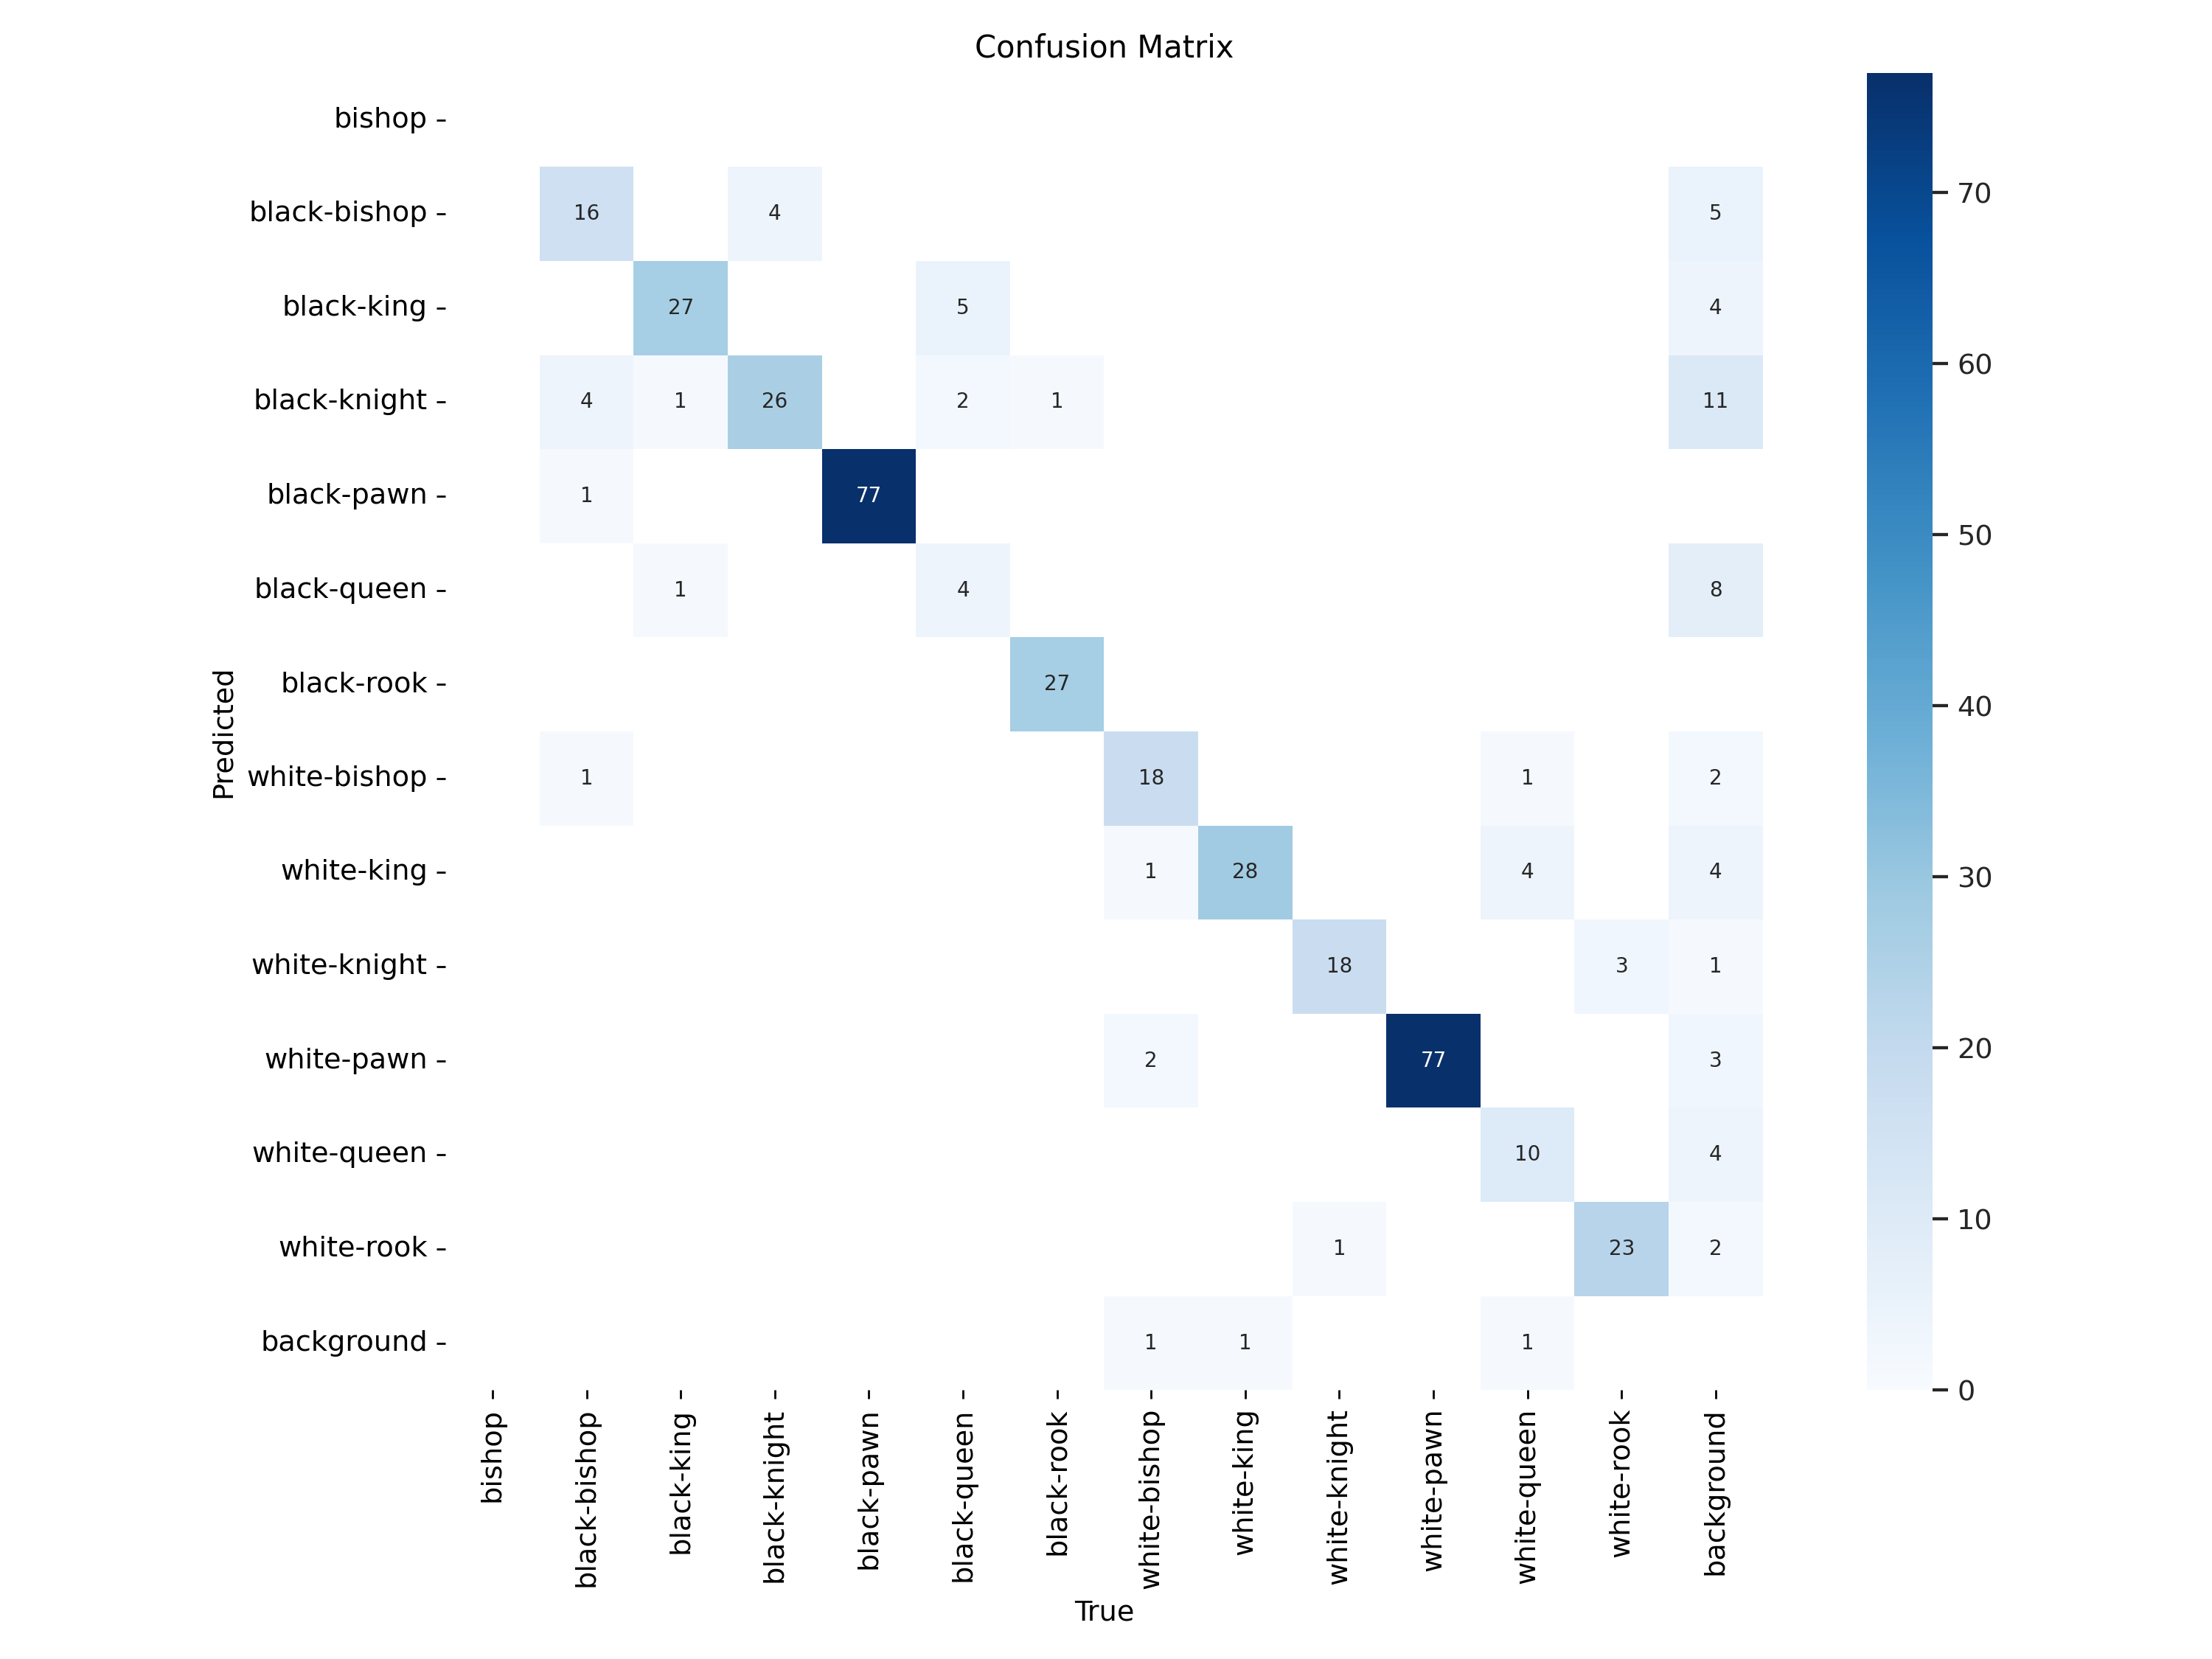 Confusion Matrix
bishop
black-bishop 16 4 5
black-king 27 5 4
black-knight 4 1 26 2 1 11
black-pawn 1 77
black-queen 1 4 8
black-rook 27
white-bishop 1 18 1 2
white-king 1 28 4 4
white-knight 18 3 1
white-pawn 2 77 3
white-queen 10 4
white-rook 1 23 2
background 1 1 1
Predicted
bishop
black-bishop
black-king
black-knight
black-pawn
black-queen
black-rook
white-bishop
white-king
white-knight
white-pawn
white-queen
white-rook
background
True
70
60
50
40
30
20
10
0